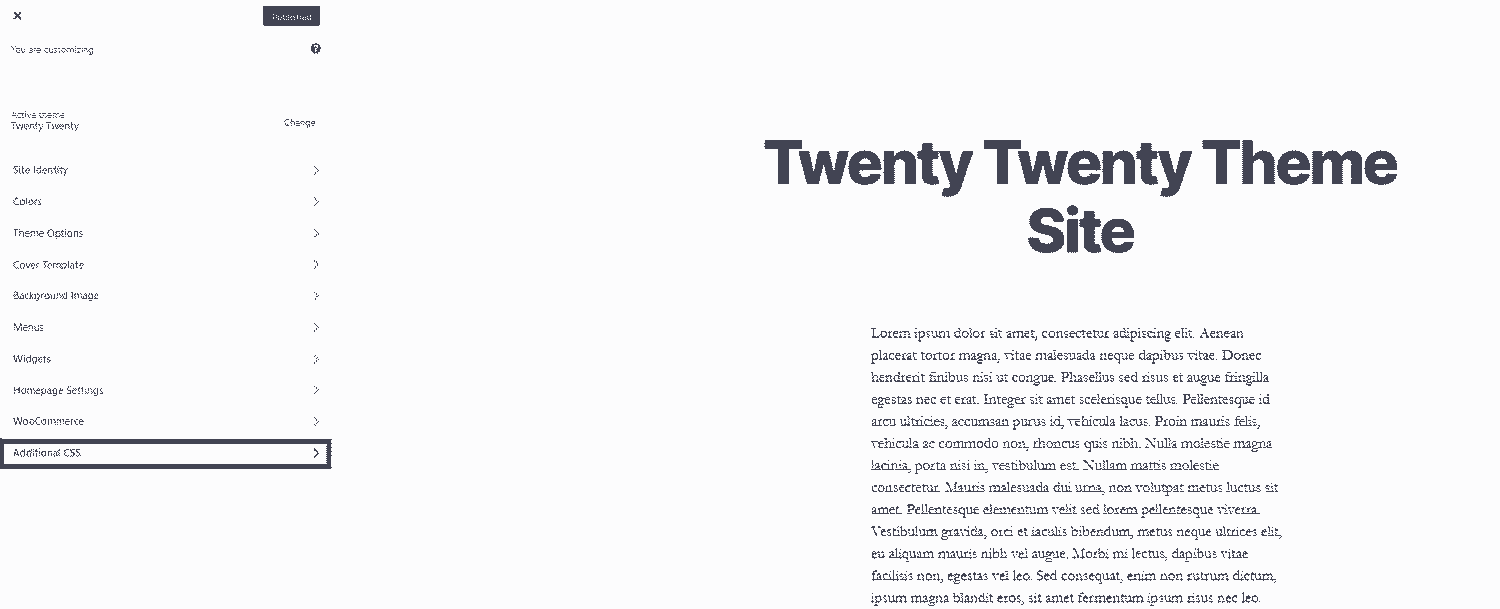 Published
You are customizing
Active theme
Twenty Twenty
Change
Site Identity
Colors
Theme Options
Cover Template
Background Image
Menus
Widgets
Homepage Settings
WooCommerce
Additional CSS
Twenty Twenty Theme
Site
Lorem ipsum dolor sit amet, consectetur adipiscing elit. Aenean
placerat tortor magna, vitae malesuada neque dapibus vitae. Donec
hendrerit finibus nisi ut congue. Phasellus sed risus et augue fringilla
egestas nec et erat. Integer sit amet scelerisque tellus. Pellentesque id
arcu ultricies, accumsan purus id, vehicula lacus. Proin mauris felis,
vehicula ac commodo non, rhoncus quis nibh. Nulla molestie magna
lacinia, porta nisi in, vestibulum est. Nullam mattis molestie
consectetur. Mauris malesuada dui urna, non volutpat metus luctus sit
amet. Pellentesque elementum velit sed lorem pellentesque viverra.
Vestibulum gravida, orci et iaculis bibendum, metus neque ultrices elit,
eu aliquam mauris nibh vel augue. Morbi mi lectus, dapibus vitae
facilisis non, egestas vel leo. Sed consequat, enim non rutrum dictum,
ipsum magna blandit eros, sit amet fermentum ipsum risus nec leo.